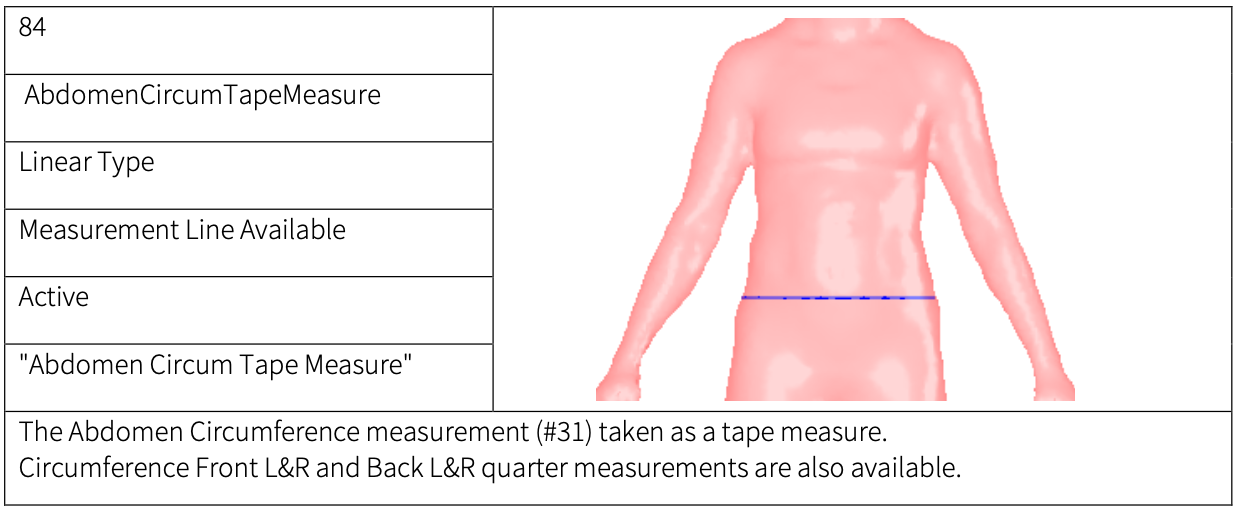 84
AbdomenCircumTapeMeasure
Linear Type
Measurement Line Available
Active
"Abdomen Circum Tape Measure"
The Abdomen Circumference measurement (#31) taken as a tape measure.
Circumference Front L&R and Back L&R quarter measurements are also available.